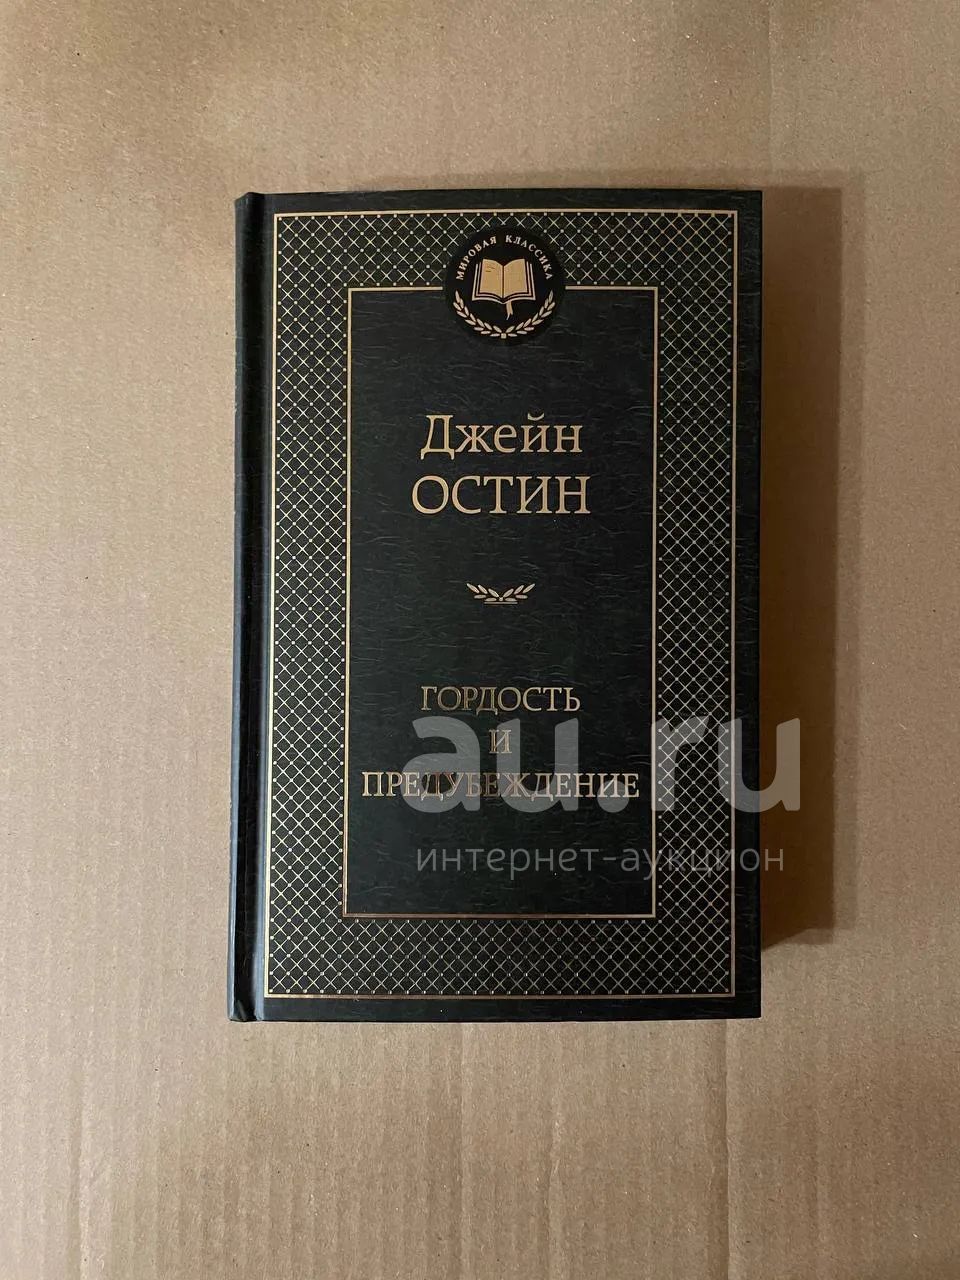 МИРОВАЯ КЛАССИКА
Джейн
ОСТИН
ГОРДОСТЬ
И
ПРЕДУБЕЖДЕНИЕ
au.ru
интернет-аукцион